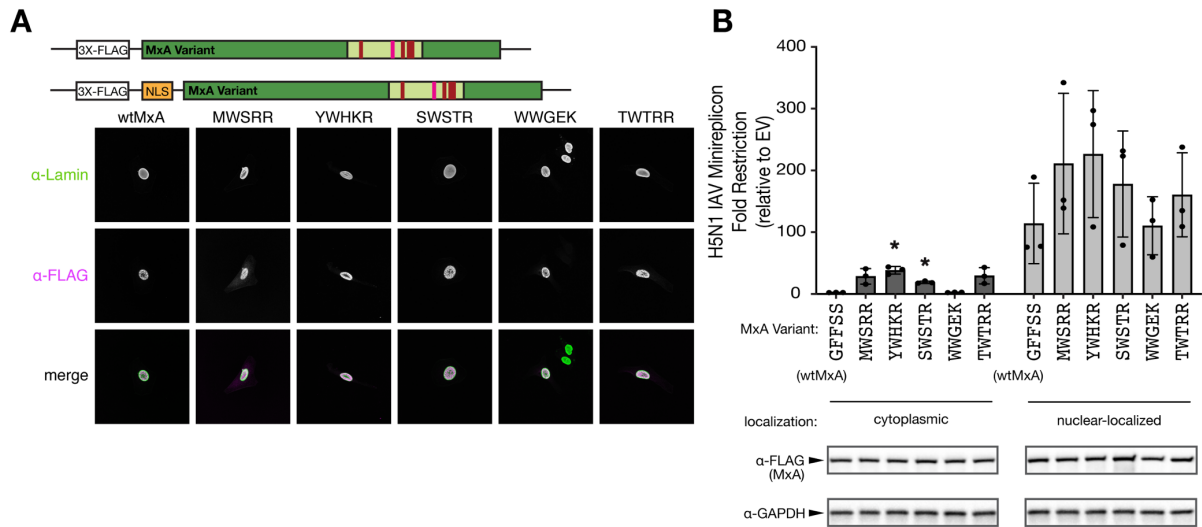 A
3X-FLAG MxA Variant
3X-FLAG NLS MxA Variant
wtMxA MWSRR YWHKR SWSTR WWGEK TWTRR
α-Lamin
α-FLAG
merge
B
H5N1 IAV Minireplicon
Fold Restriction
(relative to EV)
400
300
200
100
0
* *
MxA Variant: GFFSS MWSRR YWHKR SWSTR WWGEK TWTRR GFFSS MWSRR YWHKR SWSTR WWGEK TWTRR
(wtMxA) (wtMxA)
localization: cytoplasmic nuclear-localized
α-FLAG
(MxA)
α-GAPDH